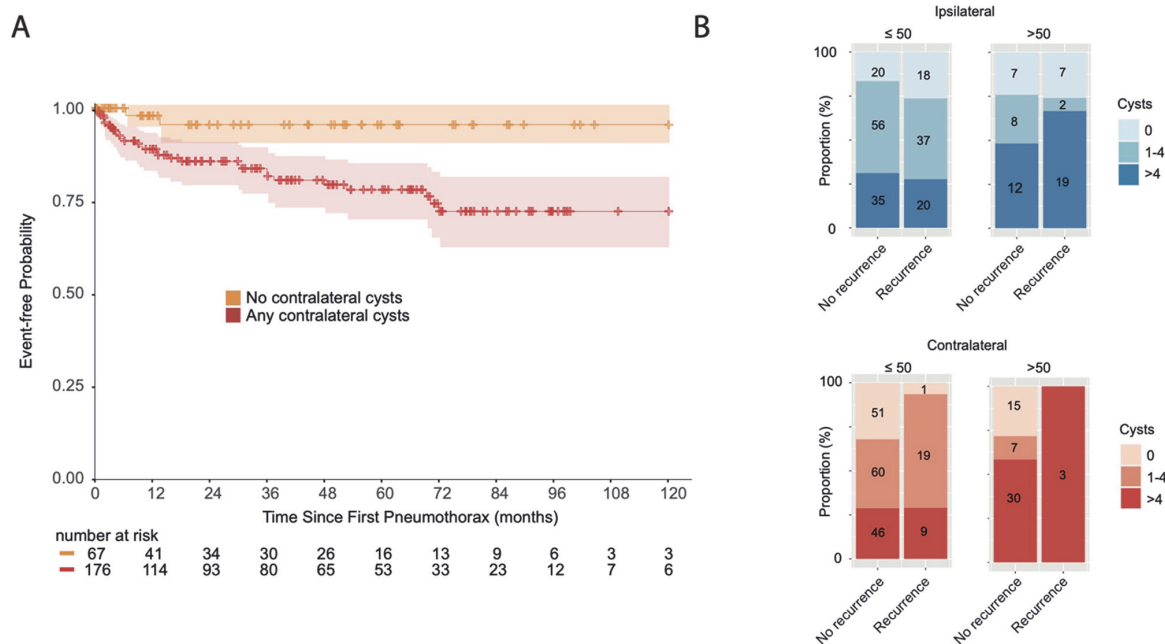 A
1.00
0.75
0.50
0.25
0.00
Event-free Probability
No contralateral cysts
Any contralateral cysts
0 12 24 36 48 60 72 84 96 108 120
Time Since First Pneumothorax (months)
number at risk
67 41 34 30 26 16 13 9 6 3 3
176 114 93 80 65 53 33 23 12 7 6
B
Ipsilateral
≤ 50 >50
100
0
Proportion (%)
20 18 7 7
56 37 8 2
35 20 12 19
No recurrence Recurrence No recurrence Recurrence
Cysts
0
1-4
>4
Contralateral
≤ 50 >50
100
0
Proportion (%)
51 1 15
60 19 7
46 9 30 3
No recurrence Recurrence No recurrence Recurrence
Cysts
0
1-4
>4